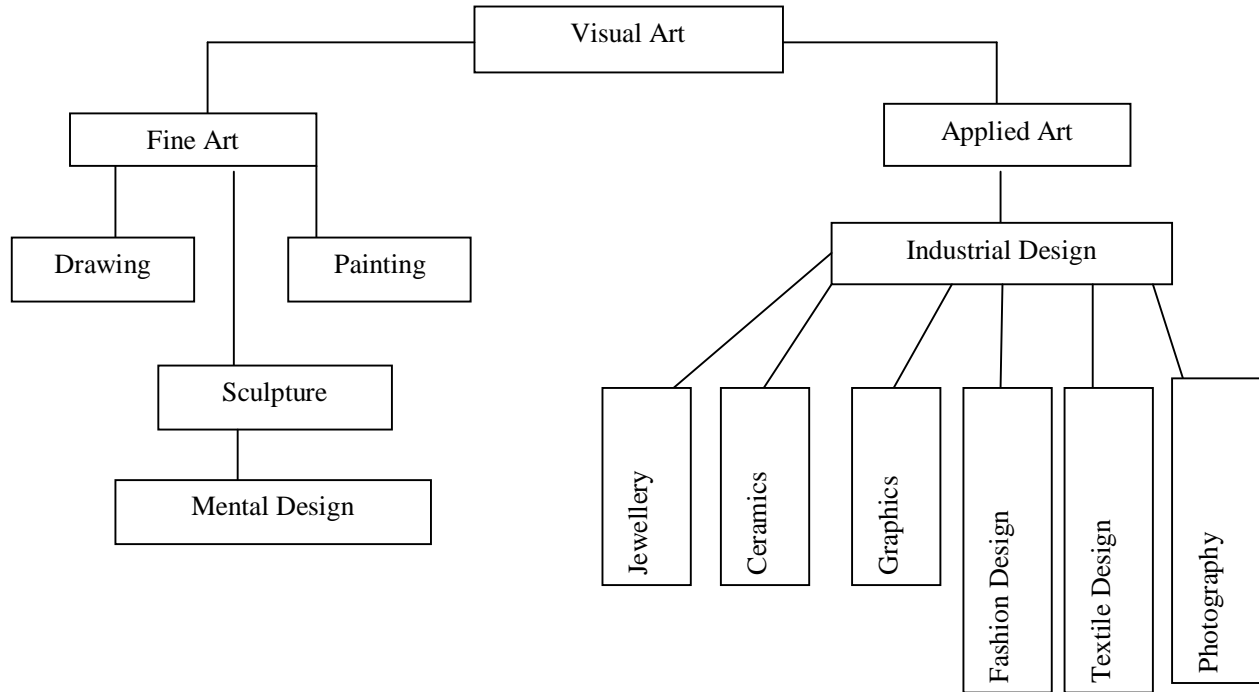 Visual Art
Fine Art
Applied Art
Drawing
Painting
Industrial Design
Sculpture
Mental Design
Jewellery
Ceramics
Graphics
Fashion Design
Textile Design
Photography